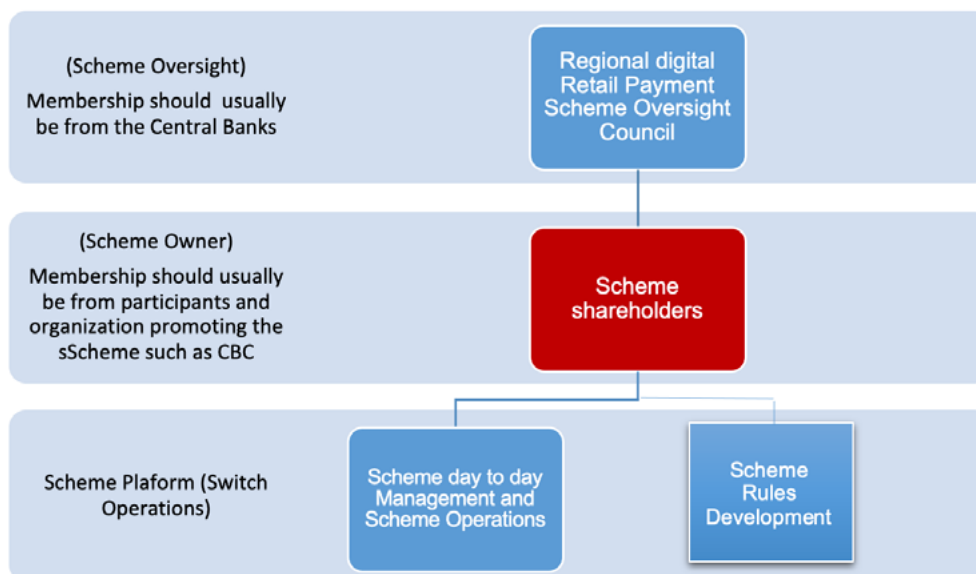 (Scheme Oversight)
Membership should usually
be from the Central Banks
Regional digital
Retail Payment
Scheme Oversight
Council
(Scheme Owner)
Membership should usually
be from participants and
organization promoting the
sScheme such as CBC
Scheme
shareholders
Scheme Plaform (Switch
Operations)
Scheme day to day
Management and
Scheme Operations
Scheme
Rules
Development